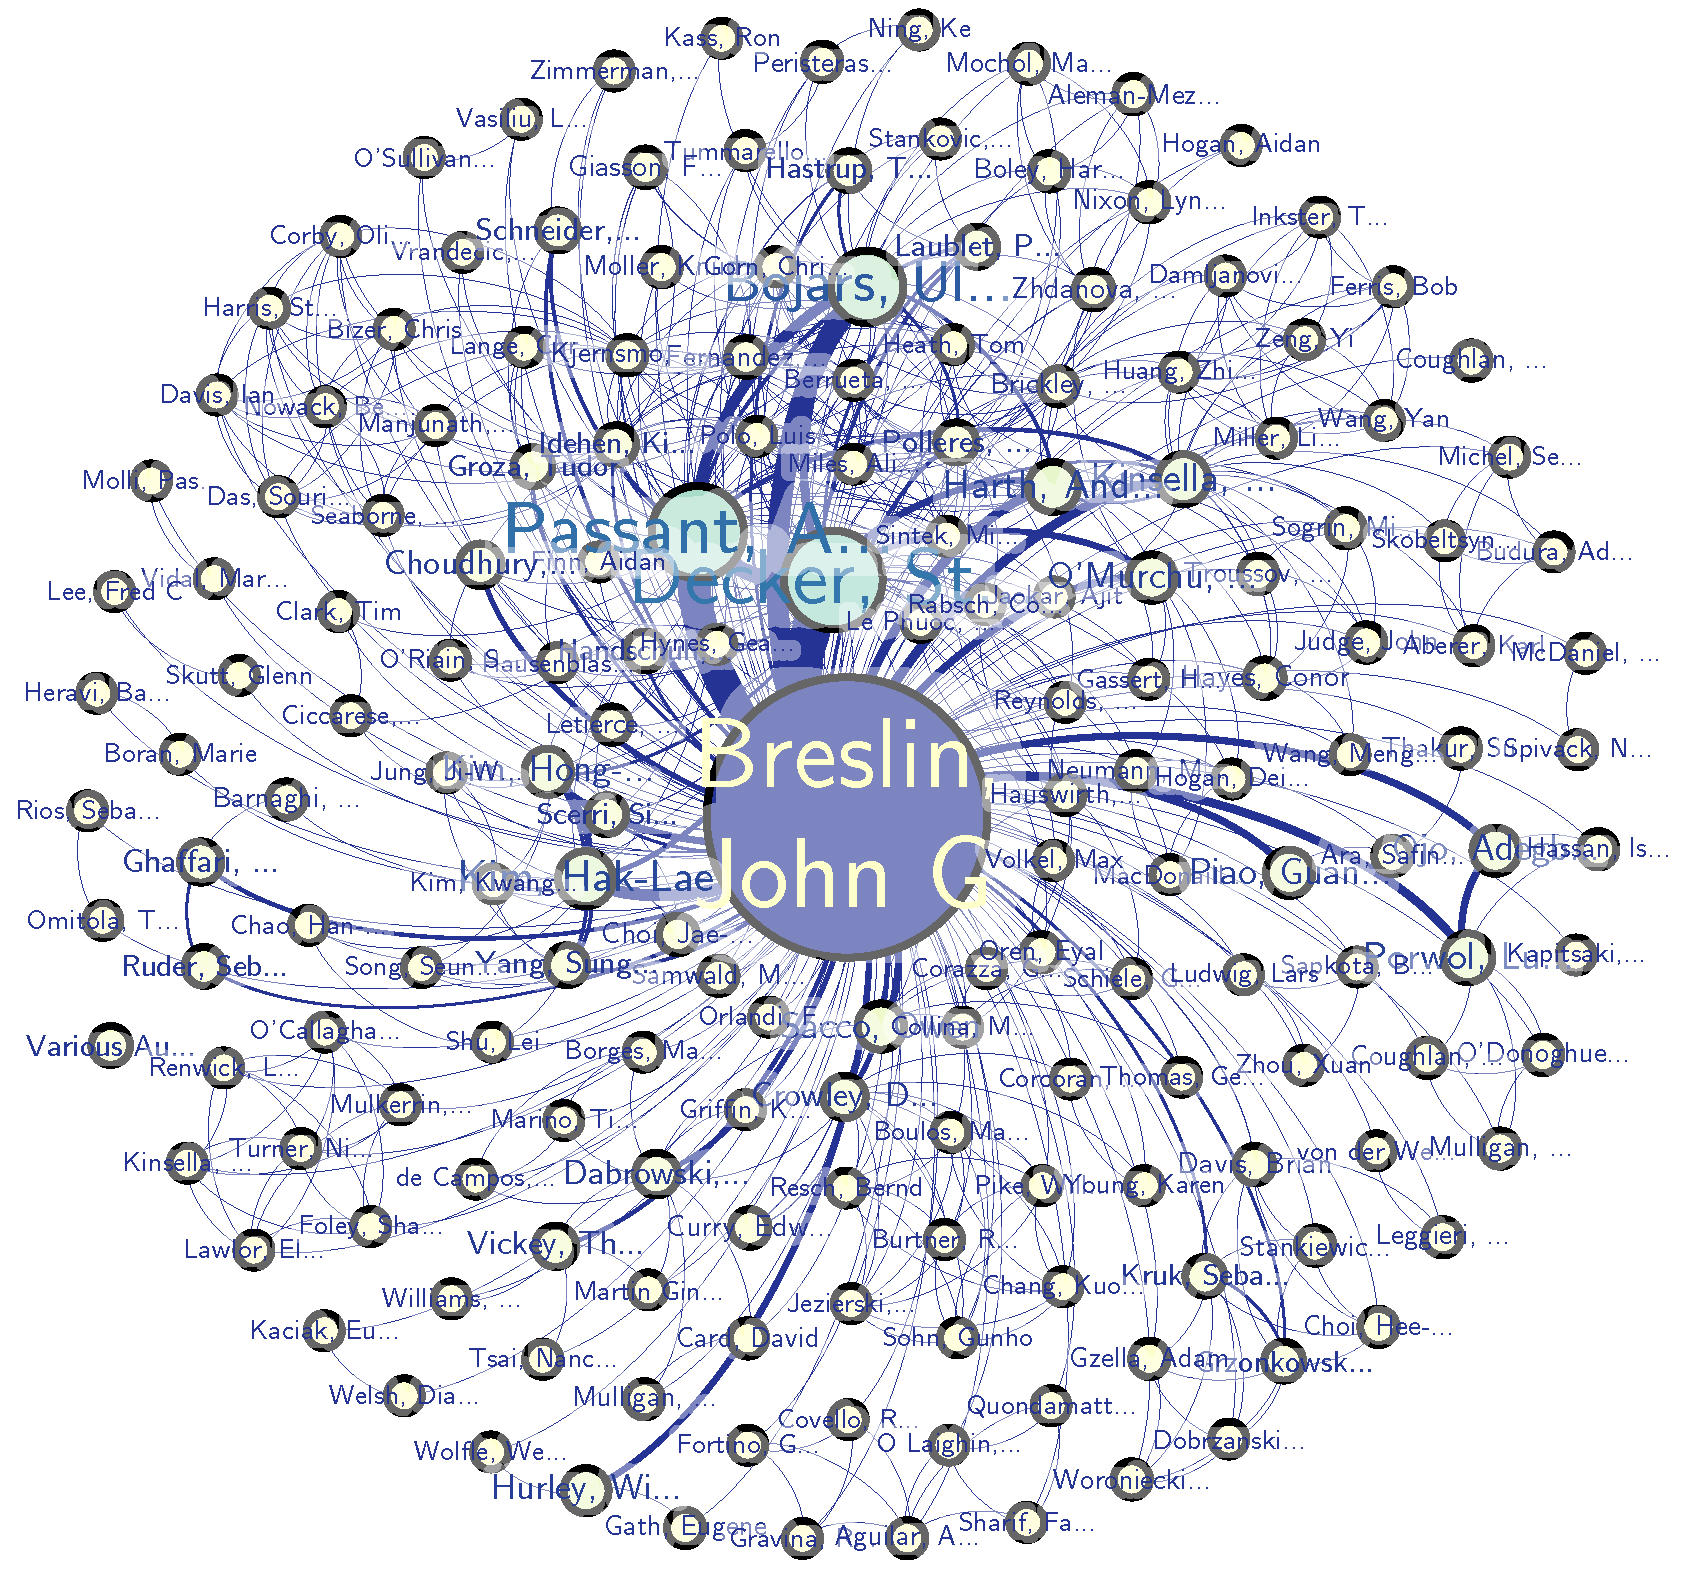 Ning, Ke
Kass, Ron
Peristeras...
Mochol, Ma...
Zimmerman,...
Aleman-Mez...
Vasiliu, L...
Stankovic,...
Hogan, Aidan
O'Sullivan...
Tummarello...
Giasson, F...
Hastrup, T...
Boley, Har...
Nixon, Lyn...
Inkster, T...
Corby, Oli...
Schneider,...
Vrandecic,...
Laublet, P...
Moller, Kn...
Gorn, Chri...
Bojars, Ul...
Zhdanova, ...
Damljanovi...
Ferris, Bob
Harris, St...
Bizer, Chris
Lange, Chr...
Kjernsmo,...
Fernandez,...
Heath, Tom
Zeng, Yi
Coughlan, ...
Berrueta, ...
Brickley, ...
Huang, Zhi...
Davis, Ian
Nowack, Be...
Manjunath,...
Idehen, Ki...
Polo, Luis
Polleres, ...
Miller, Li...
Wang, Yan
Michel, Se...
Groza, Tudor
Miles, Ali...
Molli, Pas...
Das, Souri...
Seaborne, ...
Harth, And...
Kinsella, ...
Passant, A...
Sintek, Mi...
Sogrin, Mi...
Skobeltsyn...
Budura, Ad...
Choudhury,...
Finn, Aidan
Decker, St...
O'Murchu, ...
Troussov, ...
Lee, Fred C
Vidal, Mar...
Clark, Tim
Rabsch, Co...
Jackar, Ajit
Le Phuoc, ...
O'Riain, S...
Hausenblas...
Handschuh...
Hynes, Gea...
Judge, John
Aberer, Karl
McDaniel, ...
Heravi, Ba...
Skutt, Glenn
Gassert, H...
Hayes, Conor
Reynolds, ...
Ciccarese,...
Letierce, ...
Boran, Marie
Jung, Ji-W...
Kim, Hong-...
Breslin,
John G.
Wang, Meng...
Thakur, S...
Spivack, N...
Neumann, M...
Hogan, Dei...
Hauswirth,...
Rios, Seba...
Barnaghi, ...
Scerri, Si...
Ghaffari, ...
Kim, Kwang...
Kim, Hak-Lae
Volkel, Max
MacDonal...
Piao, Guan...
Ara, Safin...
Ojo, Adegb...
Hassan, Is...
Omitola, T...
Chao, Han-...
Choi, Jae-...
Oren, Eyal
Ruder, Seb...
Song, Seun...
Yang, Sung...
Samwald, M...
Corazza, G...
Schiele, G...
Ludwig, Lars
Sapkota, B...
Porwol, Lu...
Kapitsaki,...
Various Au...
O'Callagha...
Shu, Lei
Orlandi, F...
Sacco, Owen
Collina, M...
Renwick, L...
Borges, Ma...
Corcoran,
Thomas, Ge...
Zhou, Xuan
Coughlan,...
O'Donoghue...
Mulkerrin,...
Marino, Ti...
Griffin, K...
Crowley, D...
Boulos, Ma...
Kinsella, ...
Turner, Ni...
de Campos,...
Dabrowski,...
Resch, Bernd
Pike, W...
Young, Karen
Davis, Brian
von der We...
Mulligan, ...
Lawlor, El...
Foley, Sha...
Vickey, Th...
Curry, Edw...
Burtner, R...
Stankiewic...
Leggieri, ...
Williams, ...
Martin Gin...
Jezierski,...
Chang, Kuo...
Kruk, Seba...
Kaciak, Eu...
Card, David
Sohn, Gunho
Choi, Hee-...
Tsai, Nanc...
Gzella, Adam
Grzonkowsk...
Welsh, Dia...
Mulligan, ...
Quondamatt...
Wolfle, We...
Fortino, G...
Covello, R...
O Laighin,...
Dobrzanski...
Hurley, Wi...
Woroniecki...
Gath, Eugene
Gravina, R...
Aguilar, A...
Sharif, Fa...